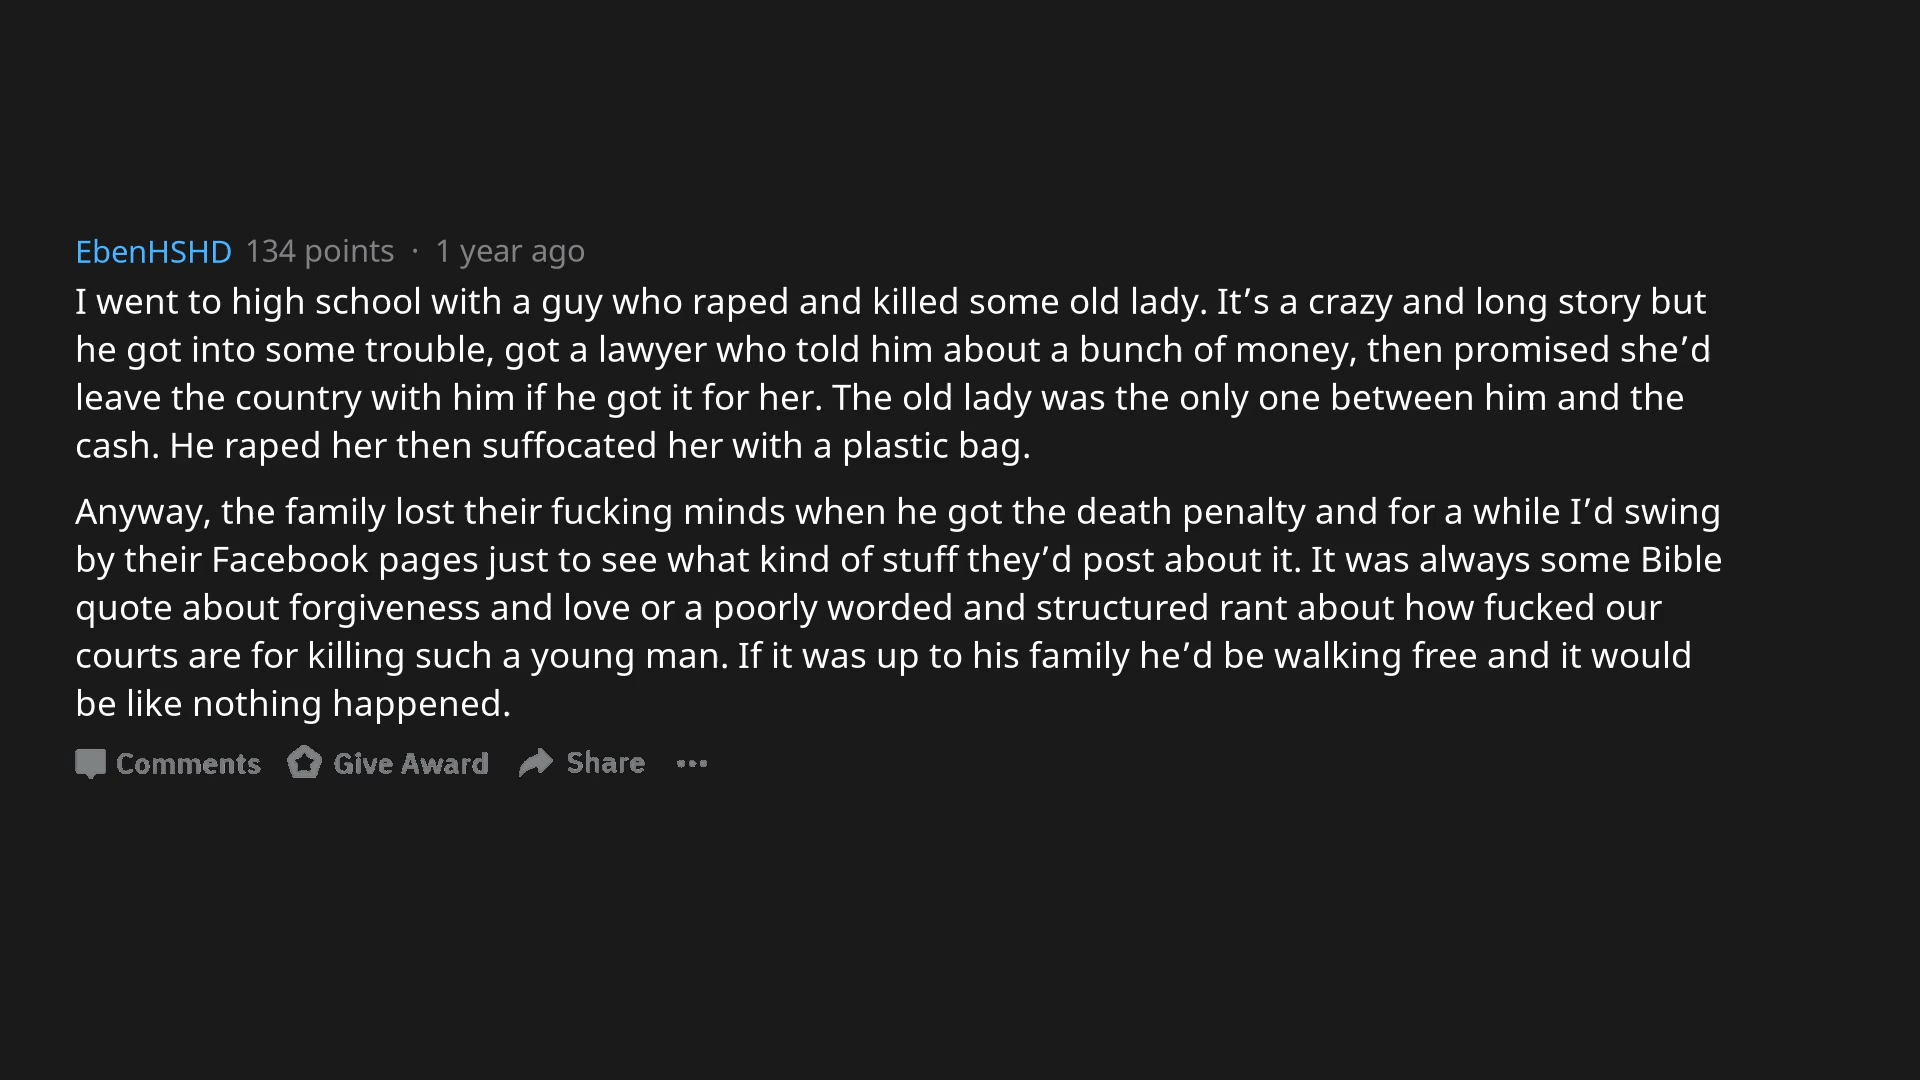 EbenHSHD 134 points · 1 year ago
I went to high school with a guy who raped and killed some old lady. It’s a crazy and long story but
he got into some trouble, got a lawyer who told him about a bunch of money, then promised she’d
leave the country with him if he got it for her. The old lady was the only one between him and the
cash. He raped her then suffocated her with a plastic bag.
Anyway, the family lost their fucking minds when he got the death penalty and for a while I’d swing
by their Facebook pages just to see what kind of stuff they’d post about it. It was always some Bible
quote about forgiveness and love or a poorly worded and structured rant about how fucked our
courts are for killing such a young man. If it was up to his family he’d be walking free and it would
be like nothing happened.
Comments Give Award Share ...